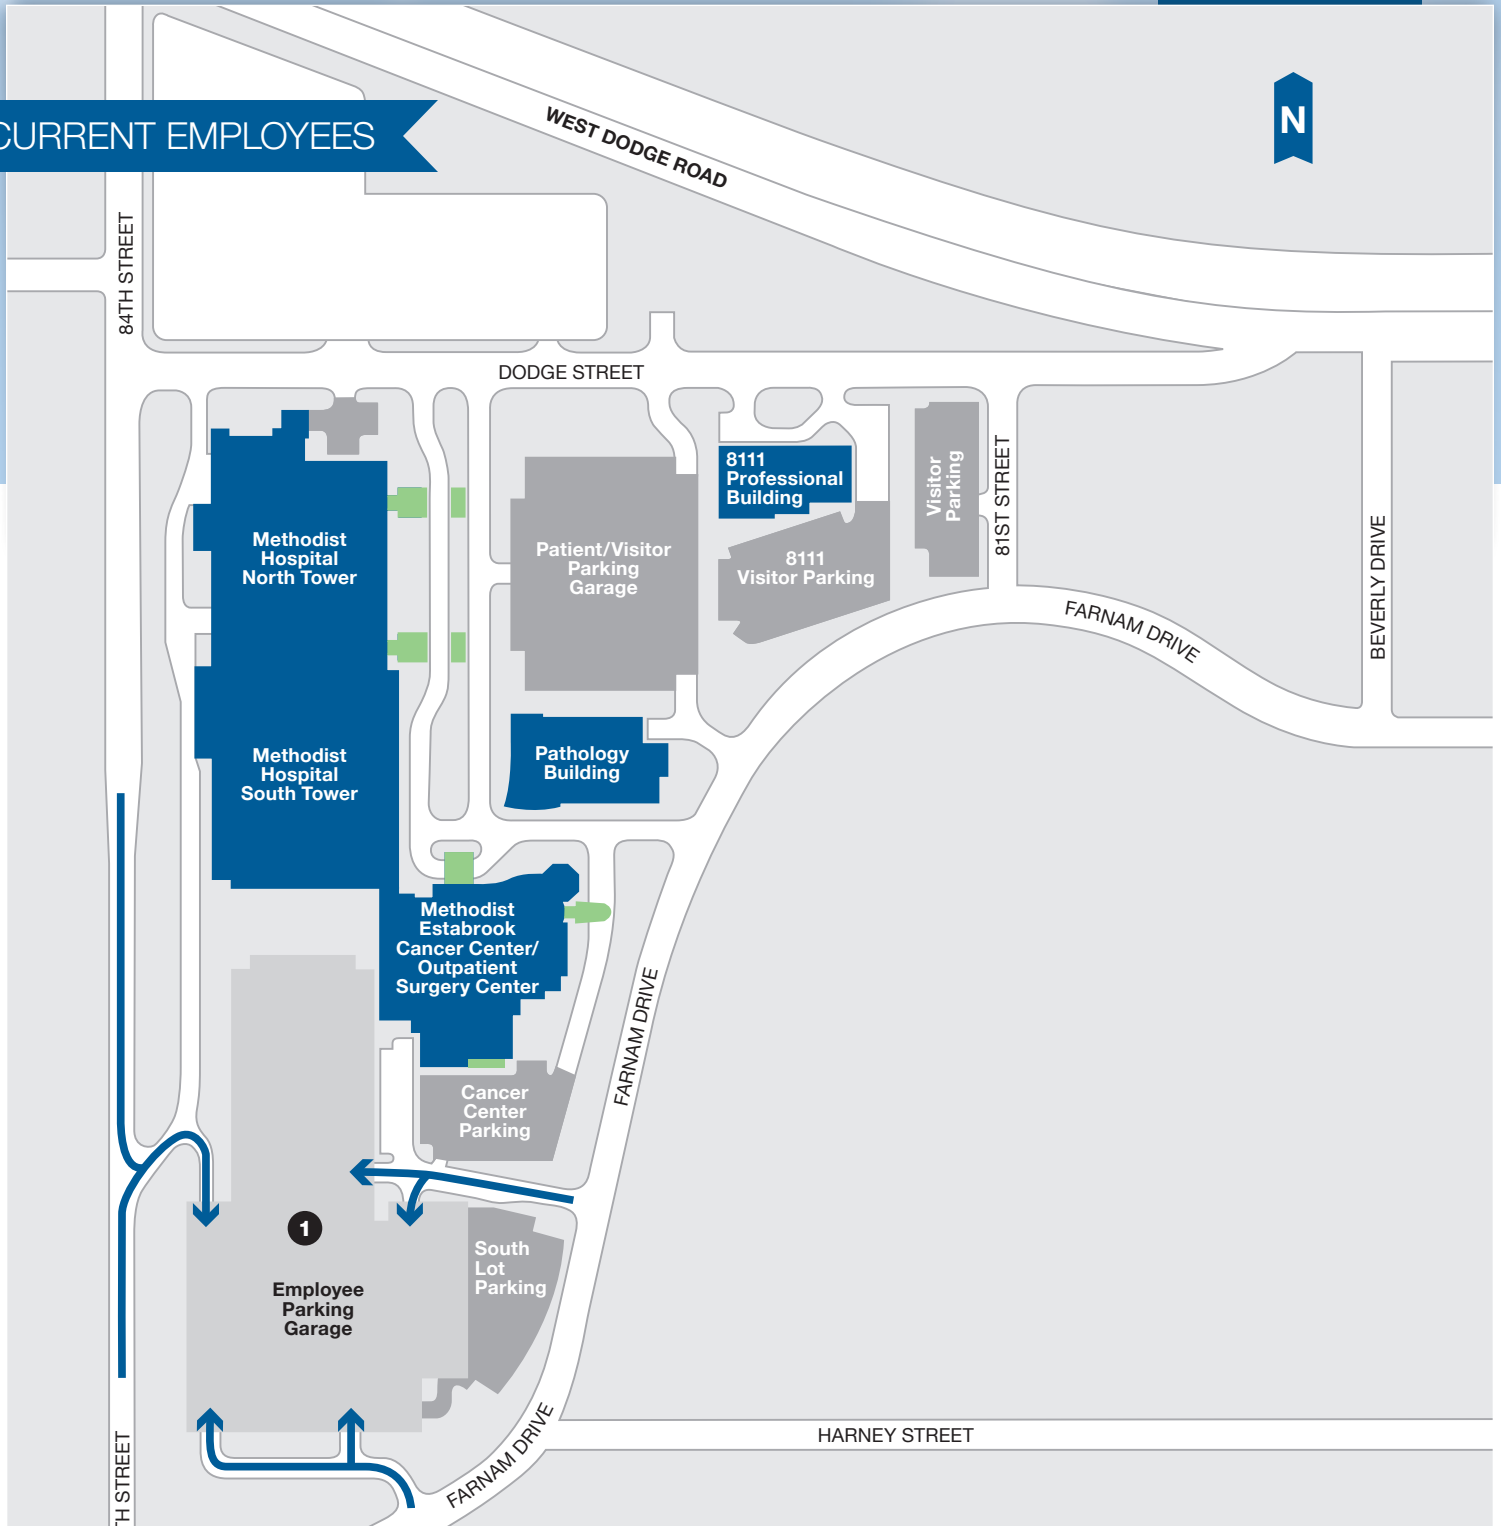 CURRENT EMPLOYEES
N
WEST DODGE ROAD
84TH STREET
DODGE STREET
8111
Professional
Building
Visitor
Parking
81ST STREET
BEVERLY DRIVE
Methodist
Hospital
North Tower
Patient/Visitor
Parking
Garage
8111
Visitor Parking
FARNAM DRIVE
Methodist
Hospital
South Tower
Pathology
Building
Methodist
Estabrook
Cancer Center/
Outpatient
Surgery Center
FARNAM DRIVE
Cancer
Center
Parking
1
Employee
Parking
Garage
South
Lot
Parking
FARNAM DRIVE
HARNEY STREET
TH STREET